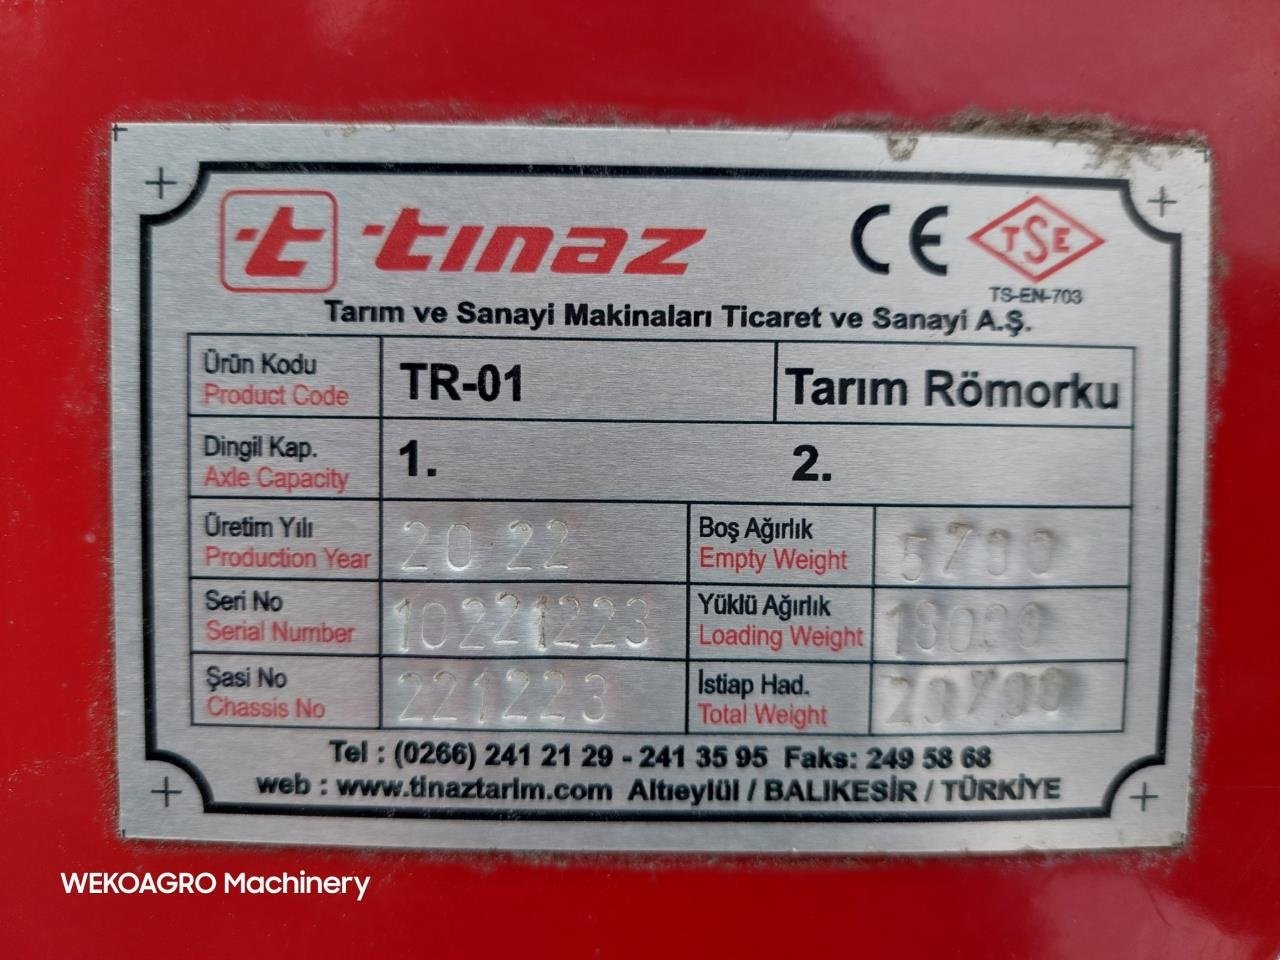 t tınaz CE TSE
TS-EN-703
Tarım ve Sanayi Makinaları Ticaret ve Sanayi A.Ş.
Ürün Kodu
Product Code
TR-01
Tarım Römorku
Dingil Kap.
Axle Capacity
1.
2.
Üretim Yılı
Production Year
2022
Boş Ağırlık
Empty Weight
5700
Seri No
Serial Number
10221223
Yüklü Ağırlık
Loading Weight
Şasi No
Chassis No
221223
İstiap Had.
Total Weight
Tel : (0266) 241 21 29 - 241 35 95 Faks: 249 58 68
web : www.tinaztarim.com Altıeylül / BALIKESİR / TÜRKİYE
WEKOAGRO Machinery